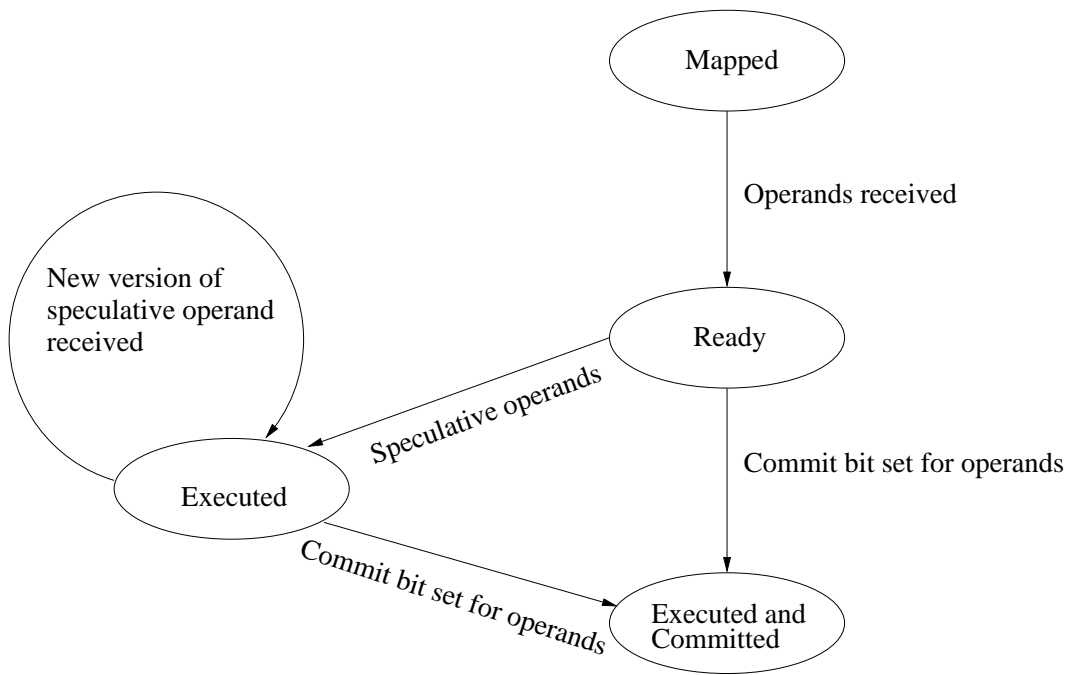 Mapped
Operands received
New version of
speculative operand
received
Ready
Speculative operands
Commit bit set for operands
Executed
Commit bit set for operands
Executed and
Committed